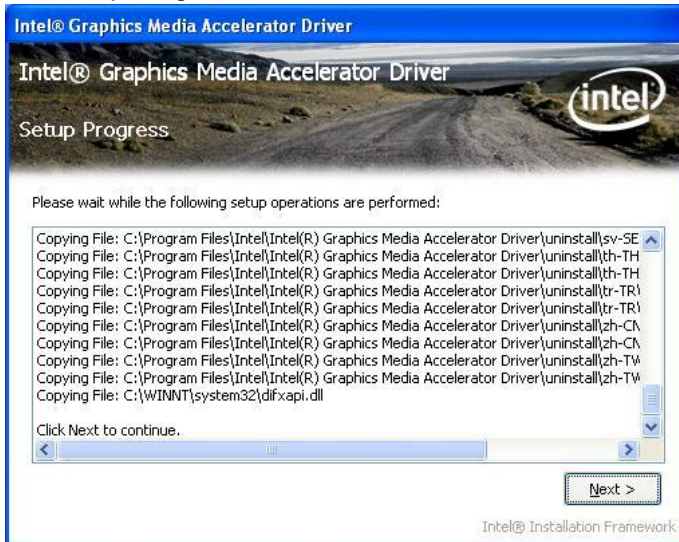 Intel® Graphics Media Accelerator Driver
Intel® Graphics Media Accelerator Driver
intel
Setup Progress
Please wait while the following setup operations are performed:
Copying File: C:\Program Files\Intel\Intel(R) Graphics Media Accelerator Driver\uninstall\sv-SE
Copying File: C:\Program Files\Intel\Intel(R) Graphics Media Accelerator Driver\uninstall\th-TH
Copying File: C:\Program Files\Intel\Intel(R) Graphics Media Accelerator Driver\uninstall\th-TH
Copying File: C:\Program Files\Intel\Intel(R) Graphics Media Accelerator Driver\uninstall\tr-TR\
Copying File: C:\Program Files\Intel\Intel(R) Graphics Media Accelerator Driver\uninstall\tr-TR\
Copying File: C:\Program Files\Intel\Intel(R) Graphics Media Accelerator Driver\uninstall\zh-CN
Copying File: C:\Program Files\Intel\Intel(R) Graphics Media Accelerator Driver\uninstall\zh-CN
Copying File: C:\Program Files\Intel\Intel(R) Graphics Media Accelerator Driver\uninstall\zh-TW
Copying File: C:\Program Files\Intel\Intel(R) Graphics Media Accelerator Driver\uninstall\zh-TW
Copying File: C:\WINNT\system32\difxapi.dll
Click Next to continue.
Next >
Intel® Installation Framework